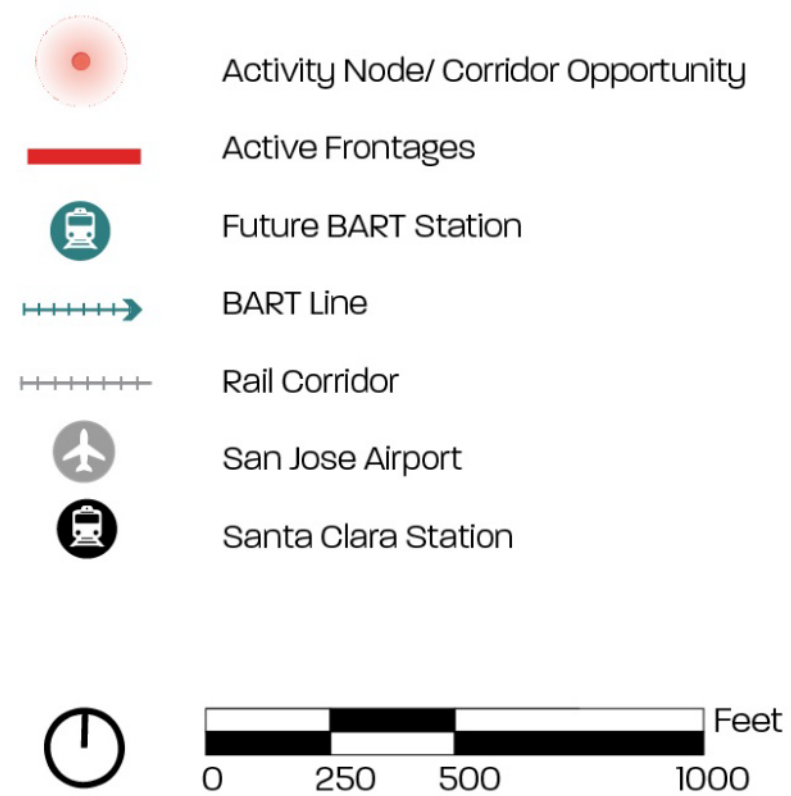 Activity Node/ Corridor Opportunity
Active Frontages
Future BART Station
BART Line
Rail Corridor
San Jose Airport
Santa Clara Station
Feet
0 250 500 1000